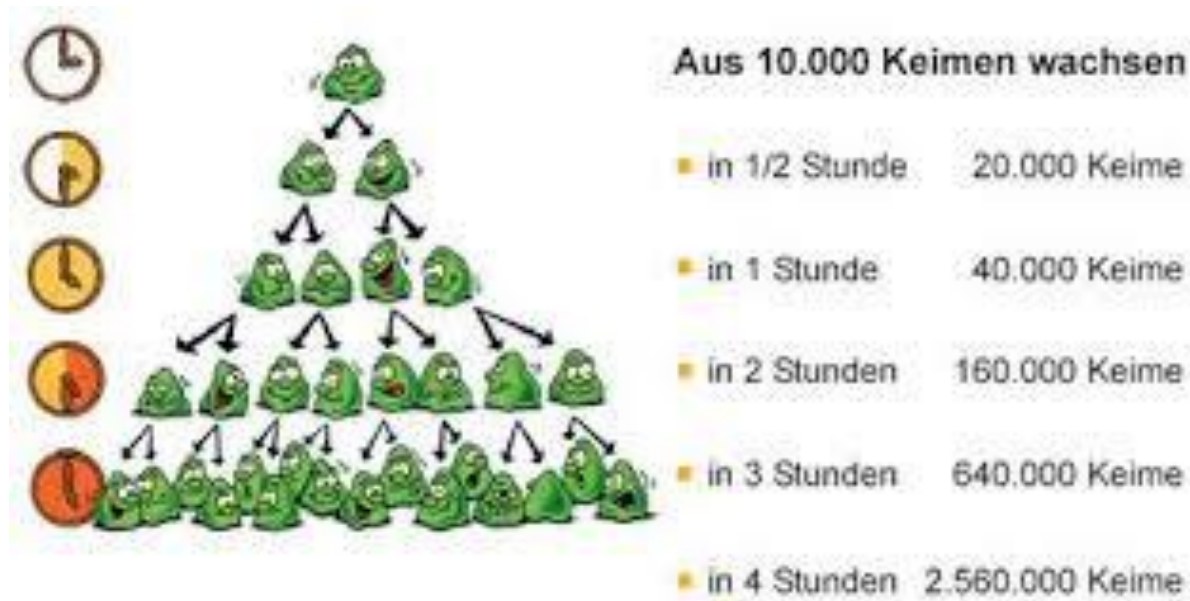 Aus 10.000 Keimen wachsen
in 1/2 Stunde 20.000 Keime
in 1 Stunde 40.000 Keime
in 2 Stunden 160.000 Keime
in 3 Stunden 640.000 Keime
in 4 Stunden 2.560.000 Keime